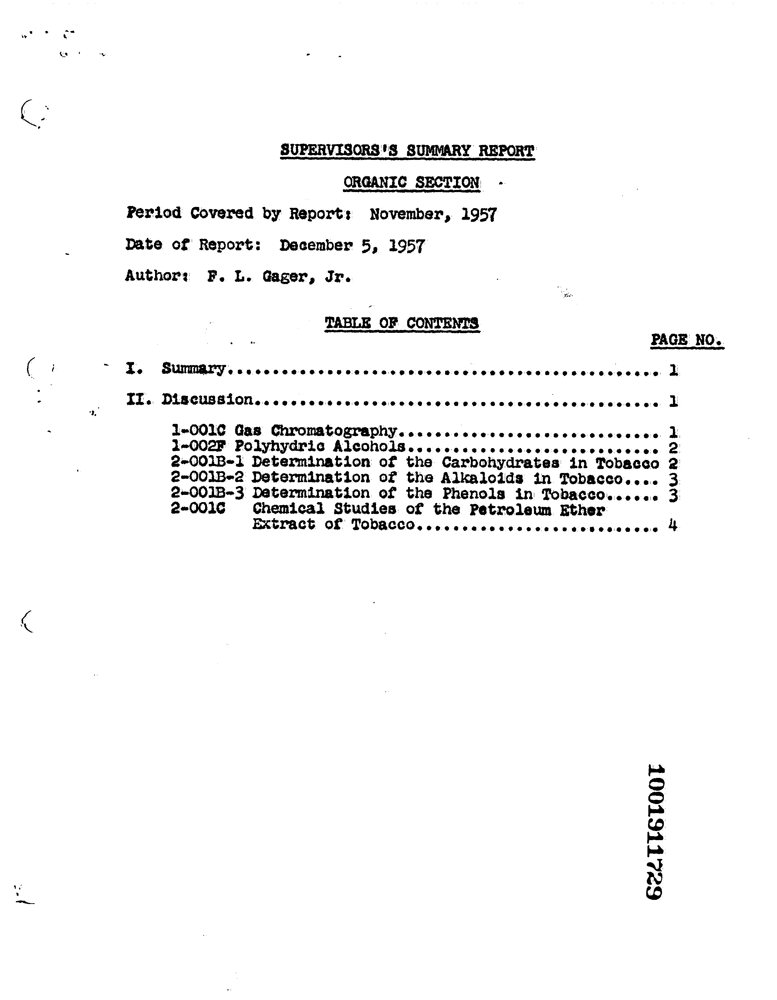 SUPERVISORS'S SUMMARY REPORT
ORGANIC SECTION
Period Covered by Report: November, 1957
Date of Report: December 5, 1957
Author: F. L. Gager, Jr.
TABLE OF CONTENTS
PAGE NO.
I. Summary................................................ 1
II. Discussion............................................. 1
1-001C Gas Chromatography............................. 1
1-002F Polyhydric Alcohols............................ 2
2-001B-1 Determination of the Carbohydrates in Tobacco 2
2-001B-2 Determination of the Alkaloids in Tobacco.... 3
2-001B-3 Determination of the Phenols in Tobacco...... 3
2-001C Chemical Studies of the Petroleum Ether
Extract of Tobacco........................... 4
1001911729